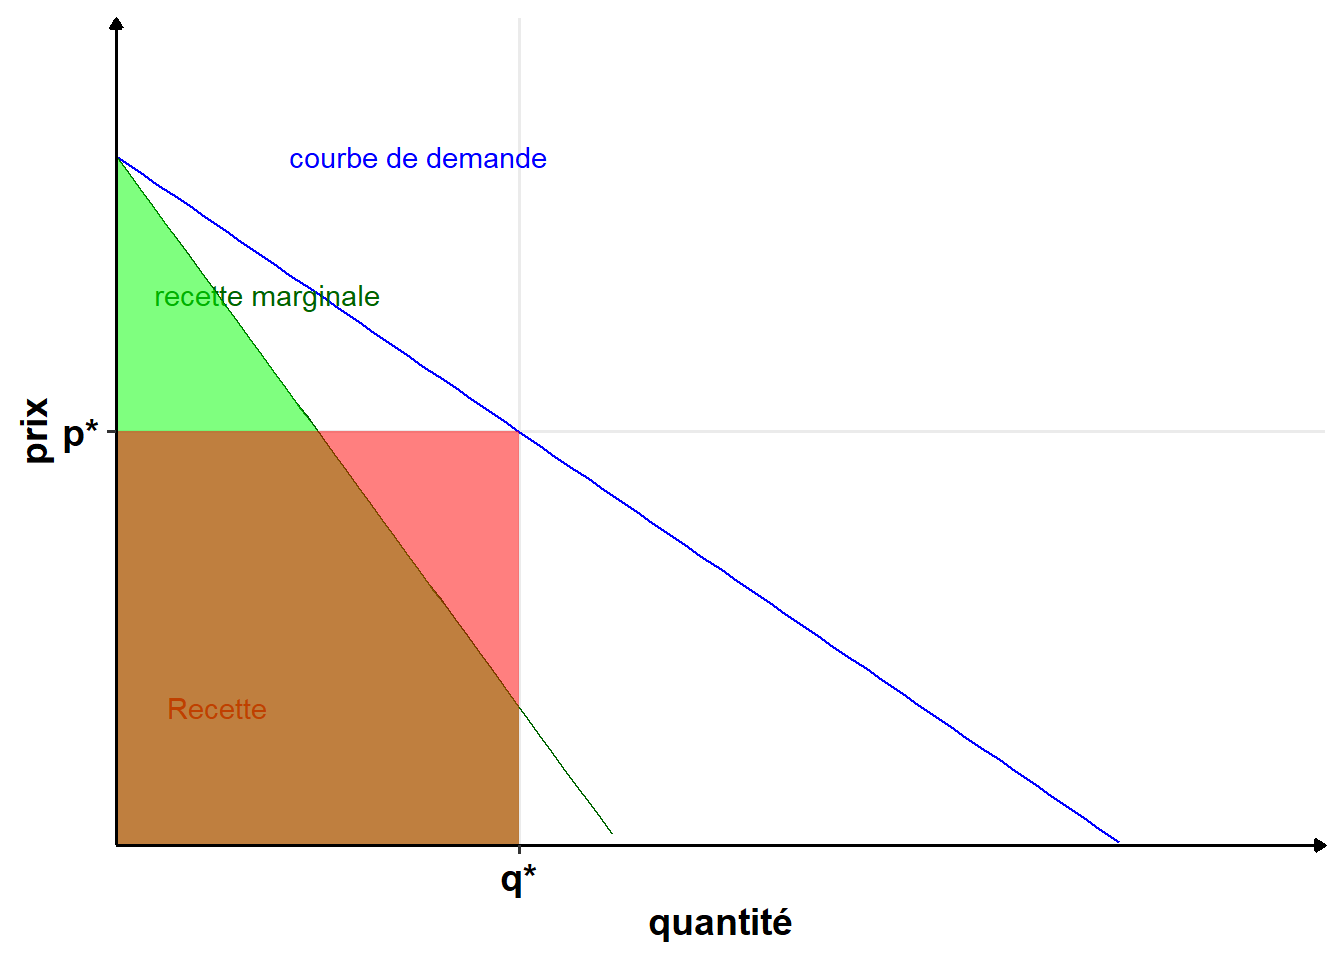 courbe de demande
recette marginale
prix
p*
Recette
q*
quantité